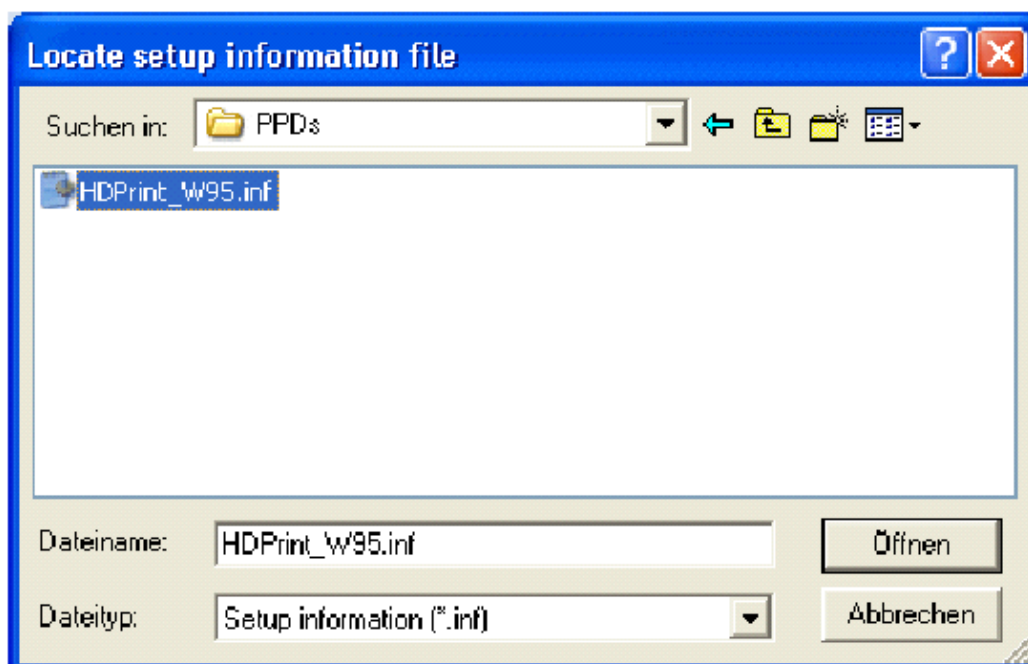 Locate setup information file
Suchen in: PPDs
HDPrint_W95.inf
Dateiname: HDPrint_W95.inf Öffnen
Dateityp: Setup information (*.inf) Abbrechen